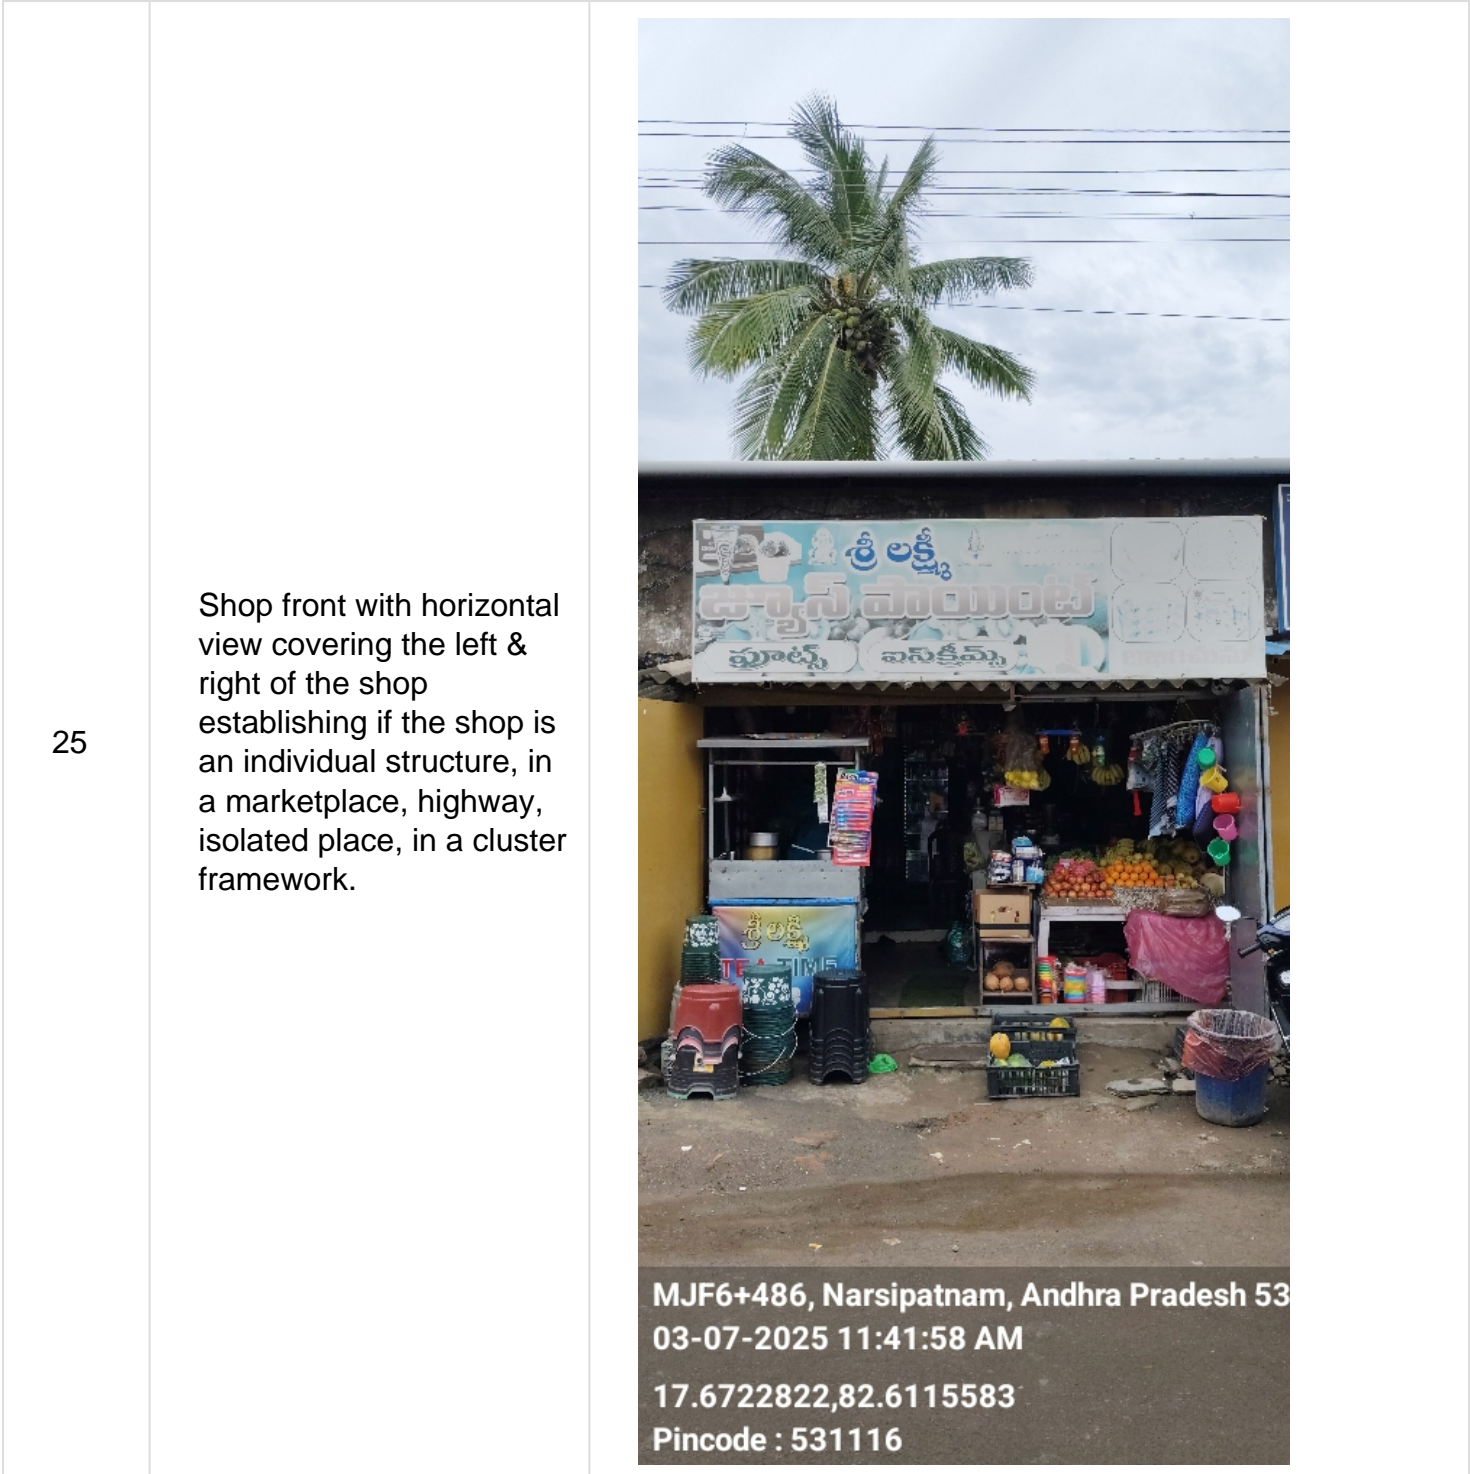 25
Shop front with horizontal
view covering the left &
right of the shop
establishing if the shop is
an individual structure, in
a marketplace, highway,
isolated place, in a cluster
framework.
శ్రీ లక్ష్మీ
జ్యూస్ పాయింట్
ఫ్రూట్స్ ఐస్‌క్రీమ్స్
శ్రీ లక్ష్మీ
TEA TIME
MJF6+486, Narsipatnam, Andhra Pradesh 53
03-07-2025 11:41:58 AM
17.6722822,82.6115583
Pincode : 531116